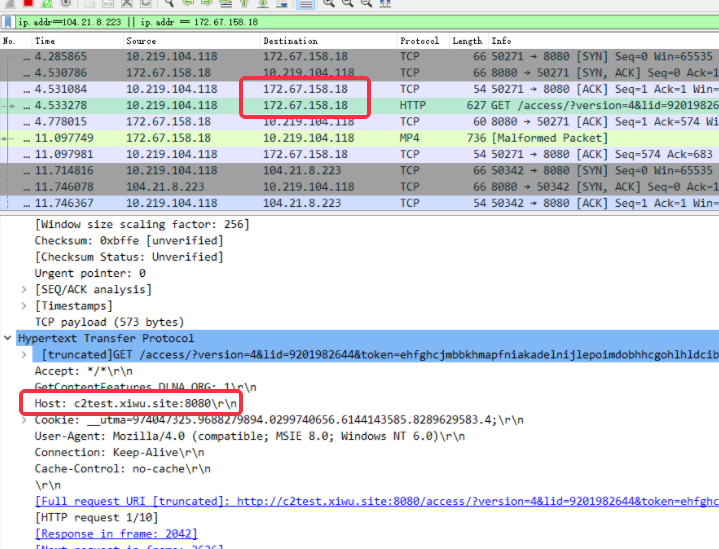 ip.addr==104.21.8.223 || ip.addr == 172.67.158.18
No. Time Source Destination Protocol Length Info
… 4.285865 10.219.104.118 172.67.158.18 TCP 66 50271 → 8080 [SYN] Seq=0 Win=65535
… 4.530786 172.67.158.18 10.219.104.118 TCP 66 8080 → 50271 [SYN, ACK] Seq=0 Ack=1
… 4.531084 10.219.104.118 172.67.158.18 TCP 54 50271 → 8080 [ACK] Seq=1 Ack=1 Win=
… 4.533278 10.219.104.118 172.67.158.18 HTTP 627 GET /access/?version=4&lid=92019826
… 4.778015 172.67.158.18 10.219.104.118 TCP 60 8080 → 50271 [ACK] Seq=1 Ack=574 Wi
… 11.097749 172.67.158.18 10.219.104.118 MP4 736 [Malformed Packet]
… 11.097981 10.219.104.118 172.67.158.18 TCP 54 50271 → 8080 [ACK] Seq=574 Ack=683
… 11.714816 10.219.104.118 104.21.8.223 TCP 66 50342 → 8080 [SYN] Seq=0 Win=65535
… 11.746078 104.21.8.223 10.219.104.118 TCP 66 8080 → 50342 [SYN, ACK] Seq=0 Ack=1
… 11.746367 10.219.104.118 104.21.8.223 TCP 54 50342 → 8080 [ACK] Seq=1 Ack=1 Win=
[Window size scaling factor: 256]
Checksum: 0xbffe [unverified]
[Checksum Status: Unverified]
Urgent pointer: 0
[SEQ/ACK analysis]
[Timestamps]
TCP payload (573 bytes)
Hypertext Transfer Protocol
[truncated]GET /access/?version=4&lid=9201982644&token=ehfghcjmbbkhmapfniakadelnijlepoimdobhhcgohlhldcib
Accept: */*\r\n
GetContentFeatures.DLNA.ORG: 1\r\n
Host: c2test.xiwu.site:8080\r\n
Cookie: __utma=974047325.9688279894.0299740656.6144143585.8289629583.4;\r\n
User-Agent: Mozilla/4.0 (compatible; MSIE 8.0; Windows NT 6.0)\r\n
Connection: Keep-Alive\r\n
Cache-Control: no-cache\r\n
\r\n
[Full request URI [truncated]: http://c2test.xiwu.site:8080/access/?version=4&lid=9201982644&token=ehfghc
[HTTP request 1/10]
[Response in frame: 2042]
[Next request in frame: 2626]